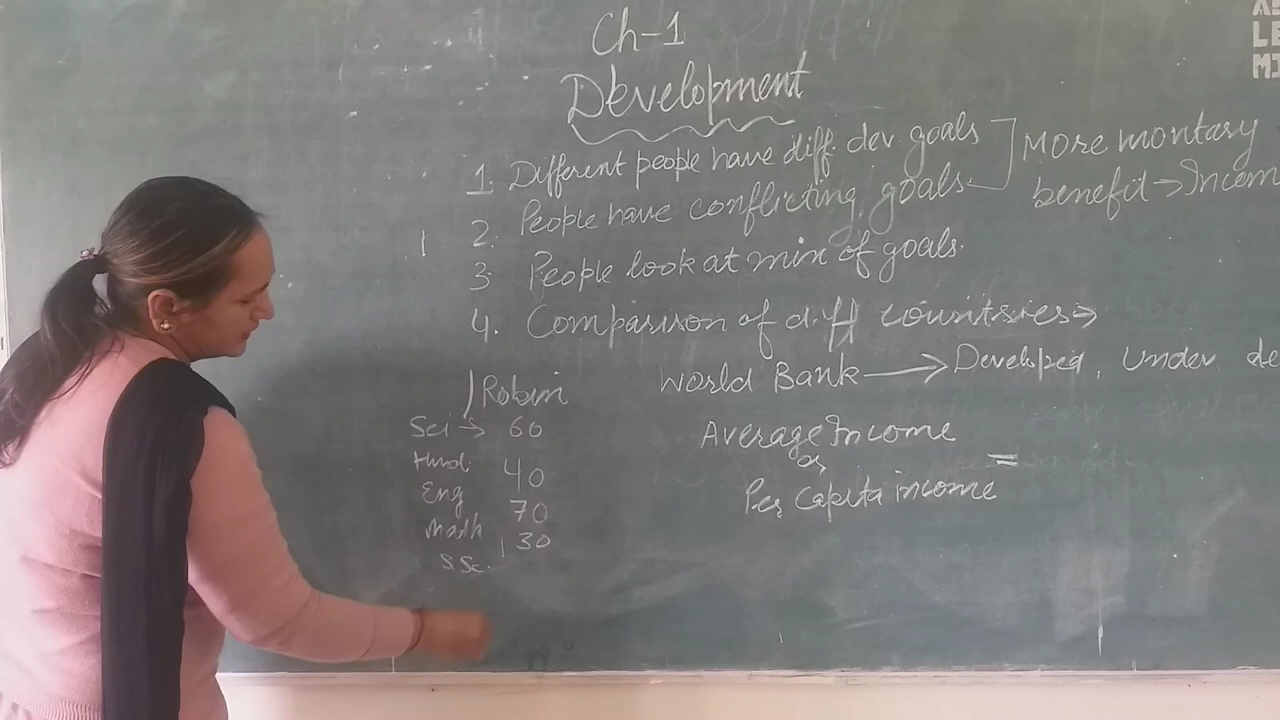 Ch-1
Development
1. Different people have diff. dev goals
2. People have conflicting goals.
More montary
benefit → Incom
3 People look at mix of goals.
4. Comparison of diff countries →
World Bank → Developed, Under de
Average Income
or
Per Capita income =
Robin
Sci → 60
Hindi 40
Eng 70
Math 30
S.Sc.
LE
MI